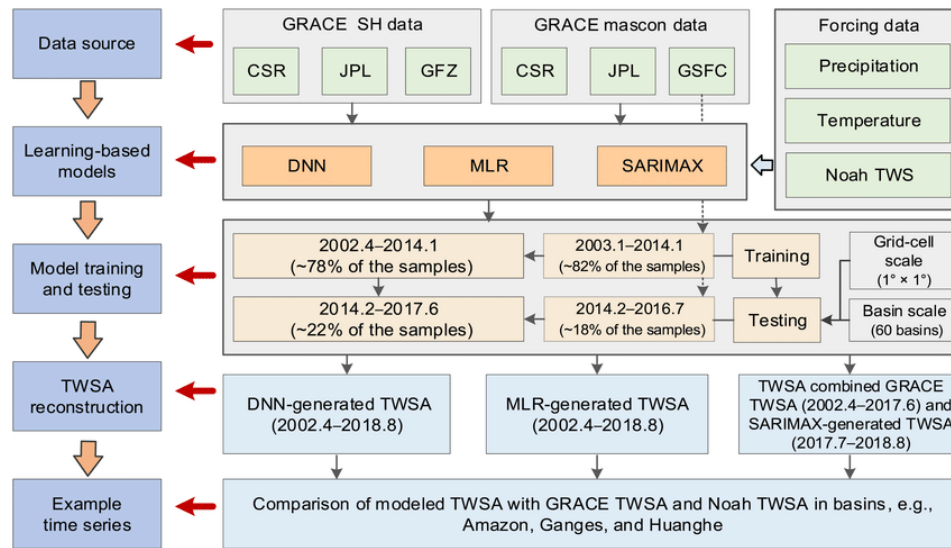 Data source
GRACE SH data
CSR
JPL
GFZ
GRACE mascon data
CSR
JPL
GSFC
Forcing data
Precipitation
Temperature
Noah TWS
Learning-based
models
DNN
MLR
SARIMAX
Model training
and testing
2002.4–2014.1
(~78% of the samples)
2003.1–2014.1
(~82% of the samples)
Training
Grid-cell
scale
(1° × 1°)
2014.2–2017.6
(~22% of the samples)
2014.2–2016.7
(~18% of the samples)
Testing
Basin scale
(60 basins)
TWSA
reconstruction
DNN-generated TWSA
(2002.4–2018.8)
MLR-generated TWSA
(2002.4–2018.8)
TWSA combined GRACE
TWSA (2002.4–2017.6) and
SARIMAX-generated TWSA
(2017.7–2018.8)
Example
time series
Comparison of modeled TWSA with GRACE TWSA and Noah TWSA in basins, e.g.,
Amazon, Ganges, and Huanghe